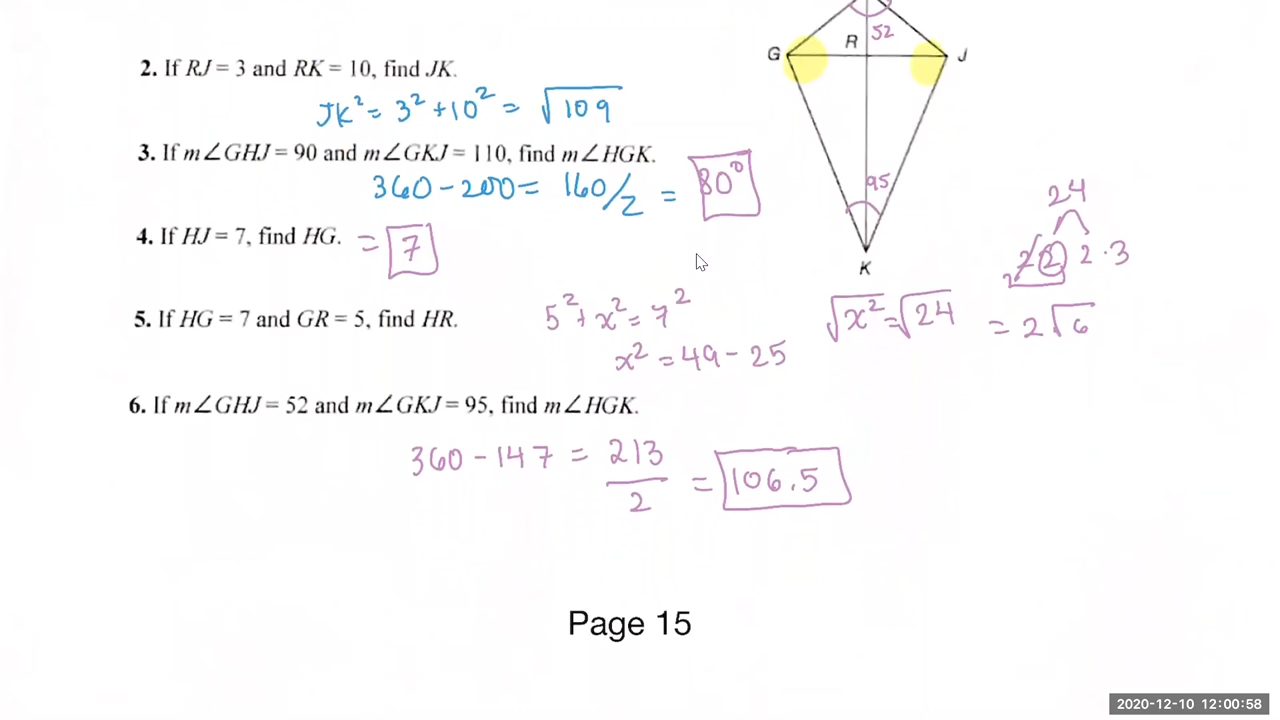 52
G
R
J
2. If RJ = 3 and RK = 10, find JK.
JK² = 3² + 10² = √109
3. If m∠GHJ = 90 and m∠GKJ = 110, find m∠HGK.
360 - 200 = 160/2 = 80°
95
24
2 2 2 · 3
4. If HJ = 7, find HG. = 7
K
5. If HG = 7 and GR = 5, find HR.
5² + x² = 7²
√x² = √24 = 2√6
x² = 49 - 25
6. If m∠GHJ = 52 and m∠GKJ = 95, find m∠HGK.
360 - 147 = 213/2 = 106.5
Page 15
2020-12-10 12:00:58